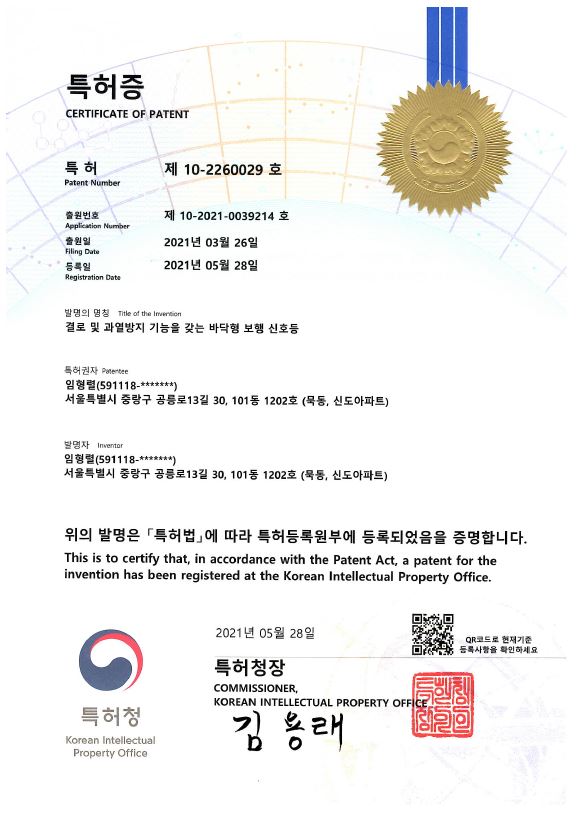 특허증
CERTIFICATE OF PATENT
특 허 제 10-2260029 호
Patent Number
출원번호 제 10-2021-0039214 호
Application Number
출원일 2021년 03월 26일
Filing Date
등록일 2021년 05월 28일
Registration Date
발명의 명칭 Title of the Invention
결로 및 과열방지 기능을 갖는 바닥형 보행 신호등
특허권자 Patentee
임형렬(591118-*******)
서울특별시 중랑구 공릉로13길 30, 101동 1202호 (묵동, 신도아파트)
발명자 Inventor
임형렬(591118-*******)
서울특별시 중랑구 공릉로13길 30, 101동 1202호 (묵동, 신도아파트)
위의 발명은 「특허법」에 따라 특허등록원부에 등록되었음을 증명합니다.
This is to certify that, in accordance with the Patent Act, a patent for the
invention has been registered at the Korean Intellectual Property Office.
2021년 05월 28일
QR코드로 현재기준
등록사항을 확인하세요
특허청장
COMMISSIONER,
KOREAN INTELLECTUAL PROPERTY OFFICE
김용래
특허청
Korean Intellectual
Property Office